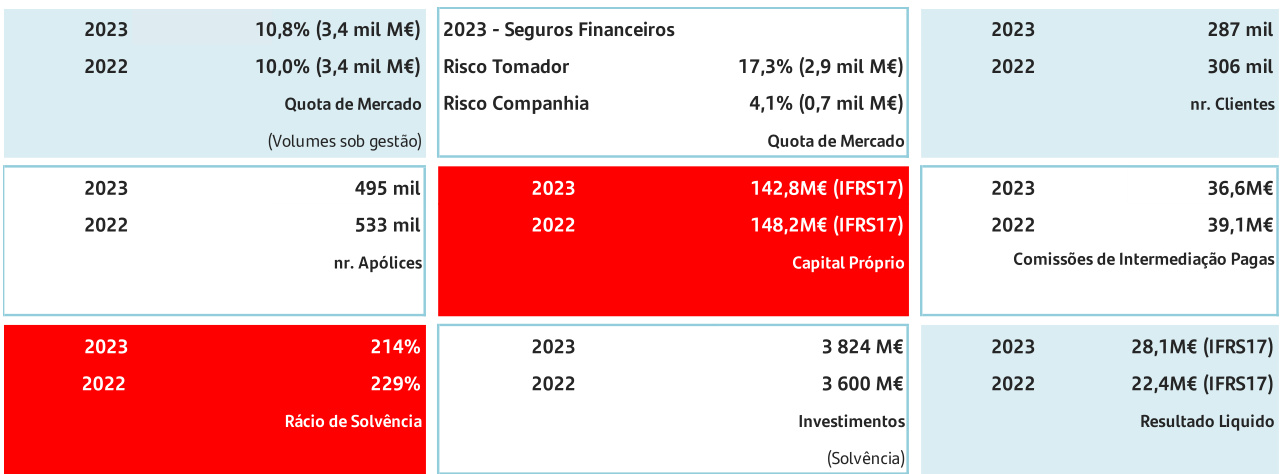 2023 10,8% (3,4 mil M€)
2022 10,0% (3,4 mil M€)
Quota de Mercado
(Volumes sob gestão)
2023 - Seguros Financeiros
Risco Tomador 17,3% (2,9 mil M€)
Risco Companhia 4,1% (0,7 mil M€)
Quota de Mercado
2023 287 mil
2022 306 mil
nr. Clientes
2023 495 mil
2022 533 mil
nr. Apólices
2023 142,8M€ (IFRS17)
2022 148,2M€ (IFRS17)
Capital Próprio
2023 36,6M€
2022 39,1M€
Comissões de Intermediação Pagas
2023 214%
2022 229%
Rácio de Solvência
2023 3 824 M€
2022 3 600 M€
Investimentos
(Solvência)
2023 28,1M€ (IFRS17)
2022 22,4M€ (IFRS17)
Resultado Liquido